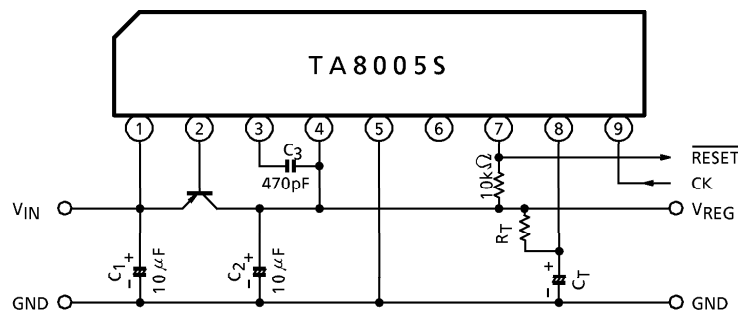 TA8005S
1 2 3 4 5 6 7 8 9
C3
470pF
10kΩ
RESET
CK
VIN
VREG
RT
C1
+
-
10μF
C2
+
-
10μF
+
-
CT
GND
GND